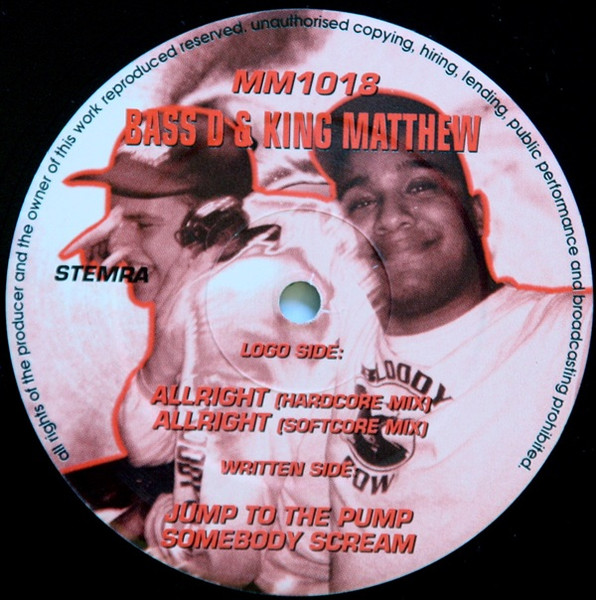 all rights of the producer and the owner of this work reproduced reserved. unauthorised copying, hiring, lending, public performance and broadcasting prohibited.
MM1018
BASS D & KING MATTHEW
STEMRA
LOGO SIDE:
BLOODY
ALLRIGHT (HARDCORE MIX)
ALLRIGHT (SOFTCORE MIX)
WRITTEN SIDE
JUMP TO THE PUMP
SOMEBODY SCREAM